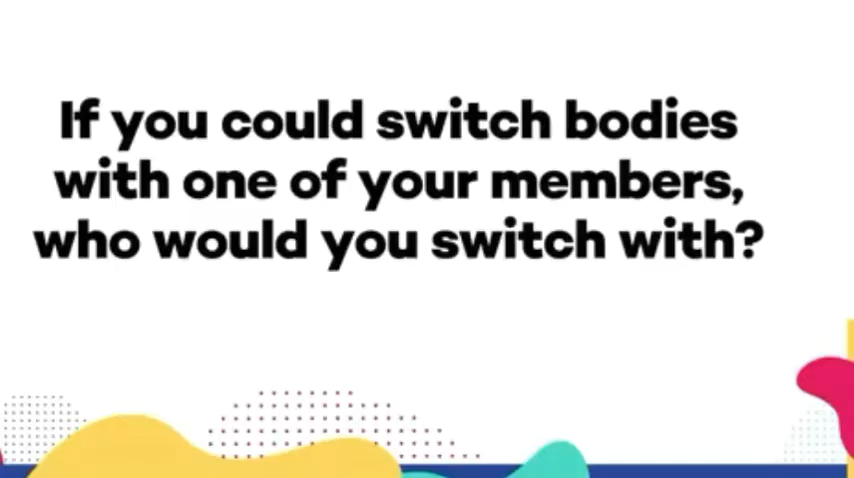 If you could switch bodies
with one of your members,
who would you switch with?